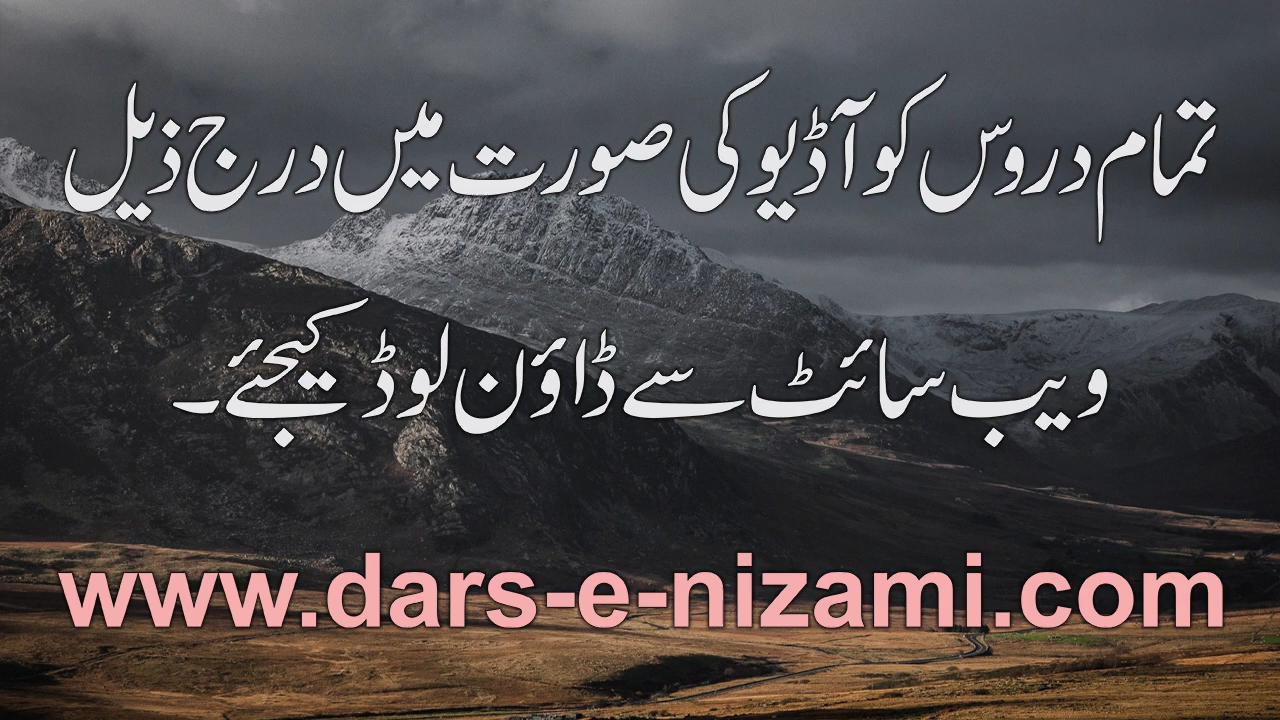 تمام دروس کو آڈیو کی صورت میں درج ذیل
ویب سائٹ سے ڈاؤن لوڈ کیجئے۔
www.dars-e-nizami.com